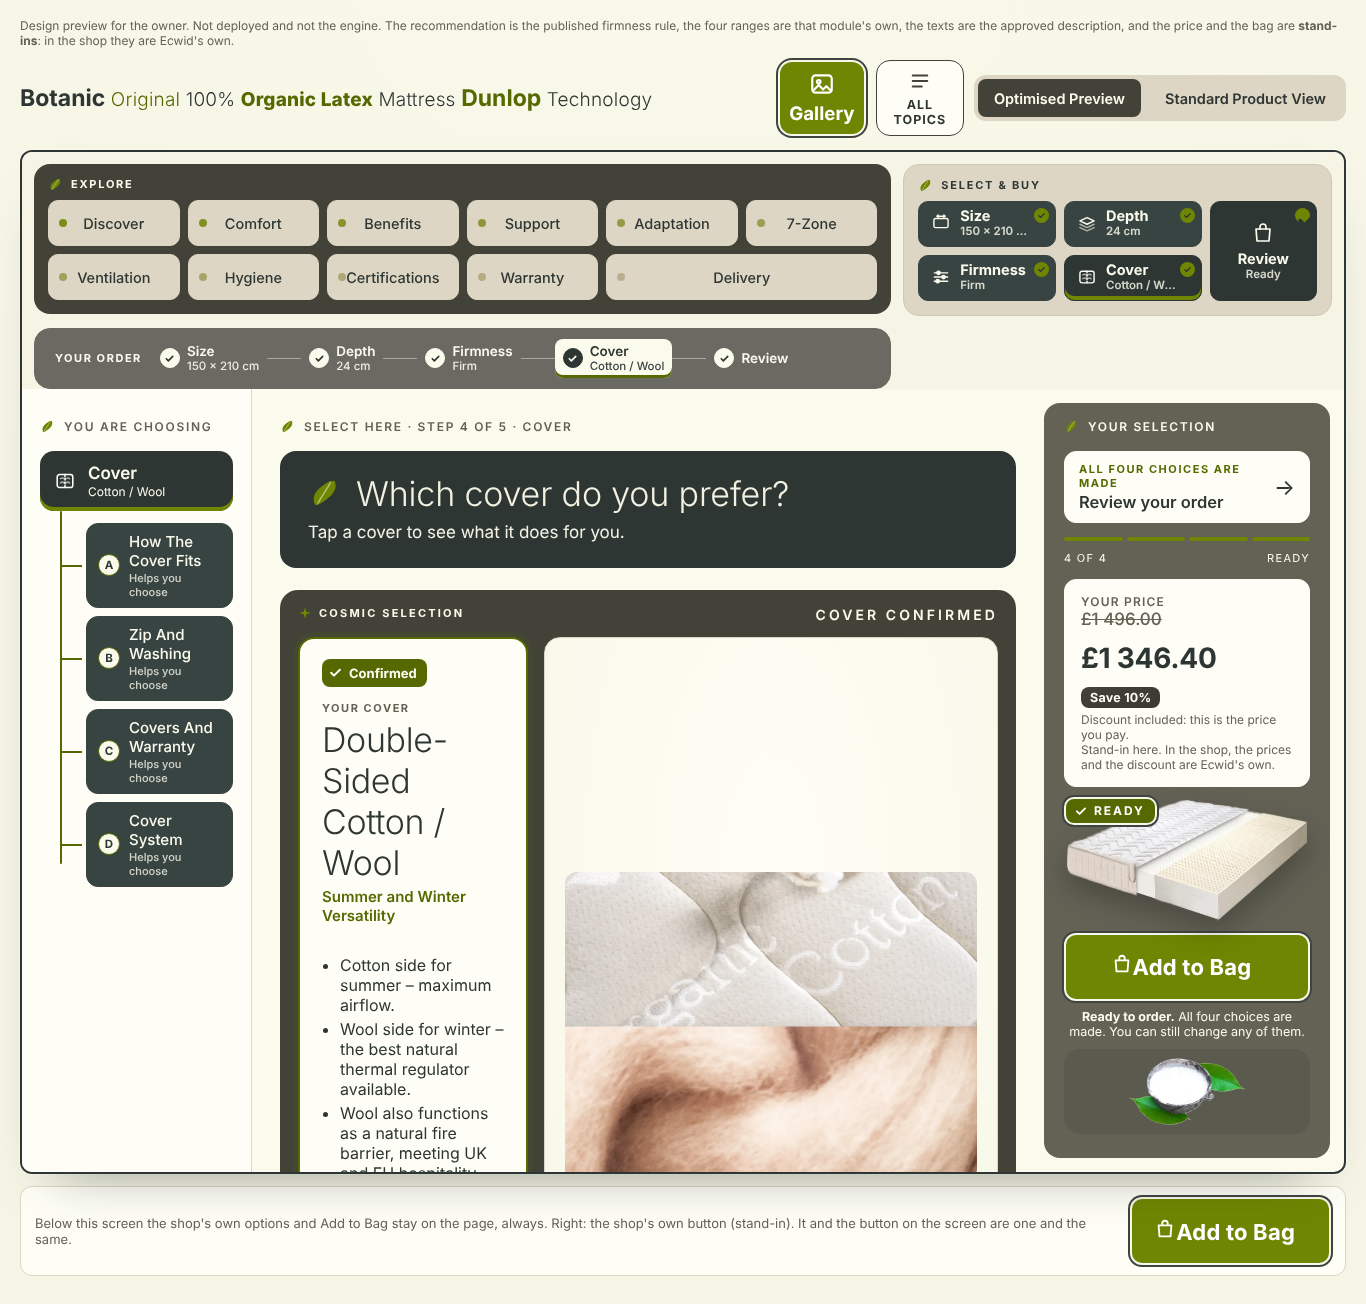 Design preview for the owner. Not deployed and not the engine. The recommendation is the published firmness rule, the four ranges are that module's own, the texts are the approved description, and the price and the bag are stand-
ins: in the shop they are Ecwid's own.
Botanic Original 100% Organic Latex Mattress Dunlop Technology
Gallery
ALL
TOPICS
Optimised Preview
Standard Product View
EXPLORE
Discover
Comfort
Benefits
Support
Adaptation
7-Zone
Ventilation
Hygiene
Certifications
Warranty
Delivery
SELECT & BUY
Size
150 × 210 ...
Depth
24 cm
Firmness
Firm
Cover
Cotton / W...
Review
Ready
YOUR ORDER
Size
150 × 210 cm
Depth
24 cm
Firmness
Firm
Cover
Cotton / Wool
Review
YOU ARE CHOOSING
Cover
Cotton / Wool
A
How The
Cover Fits
Helps you
choose
B
Zip And
Washing
Helps you
choose
C
Covers And
Warranty
Helps you
choose
D
Cover
System
Helps you
choose
SELECT HERE · STEP 4 OF 5 · COVER
Which cover do you prefer?
Tap a cover to see what it does for you.
COSMIC SELECTION
COVER CONFIRMED
Confirmed
YOUR COVER
Double-
Sided
Cotton /
Wool
Summer and Winter
Versatility
• Cotton side for
summer – maximum
airflow.
• Wool side for winter –
the best natural
thermal regulator
available.
• Wool also functions
as a natural fire
barrier, meeting UK
and EU hospitality
Cotton
YOUR SELECTION
ALL FOUR CHOICES ARE
MADE
Review your order
4 OF 4
READY
YOUR PRICE
£1 496.00
£1 346.40
Save 10%
Discount included: this is the price
you pay.
Stand-in here. In the shop, the prices
and the discount are Ecwid's own.
READY
Add to Bag
Ready to order. All four choices are
made. You can still change any of them.
Below this screen the shop's own options and Add to Bag stay on the page, always. Right: the shop's own button (stand-in). It and the button on the screen are one and the
same.
Add to Bag